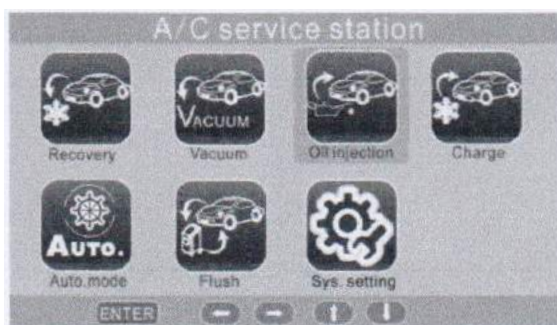 A/C service station
VACUUM
Recovery Vacuum Oil injection Charge
AUTO.
Auto.mode Flush Sys. setting
ENTER